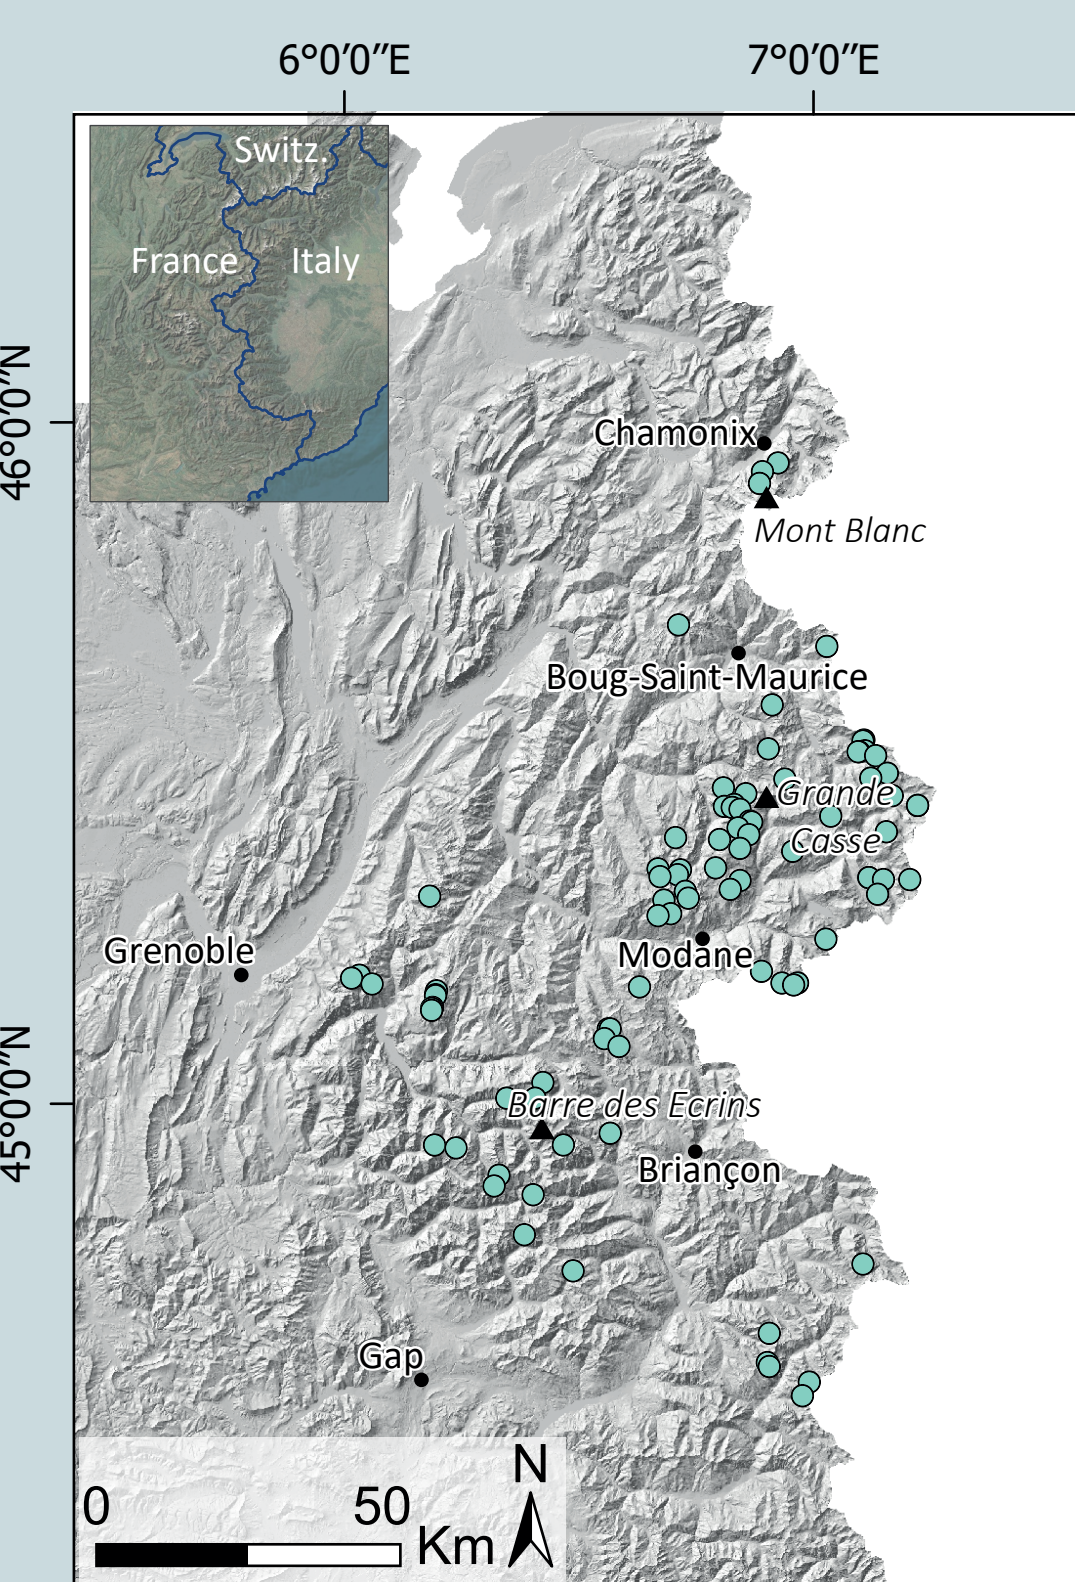 6°0′0″E
7°0′0″E
Switz.
France
Italy
46°0′0″N
Chamonix
Mont Blanc
Boug-Saint-Maurice
Grande
Casse
Grenoble
Modane
45°0′0″N
Barre des Ecrins
Briançon
Gap
N
0
50
Km